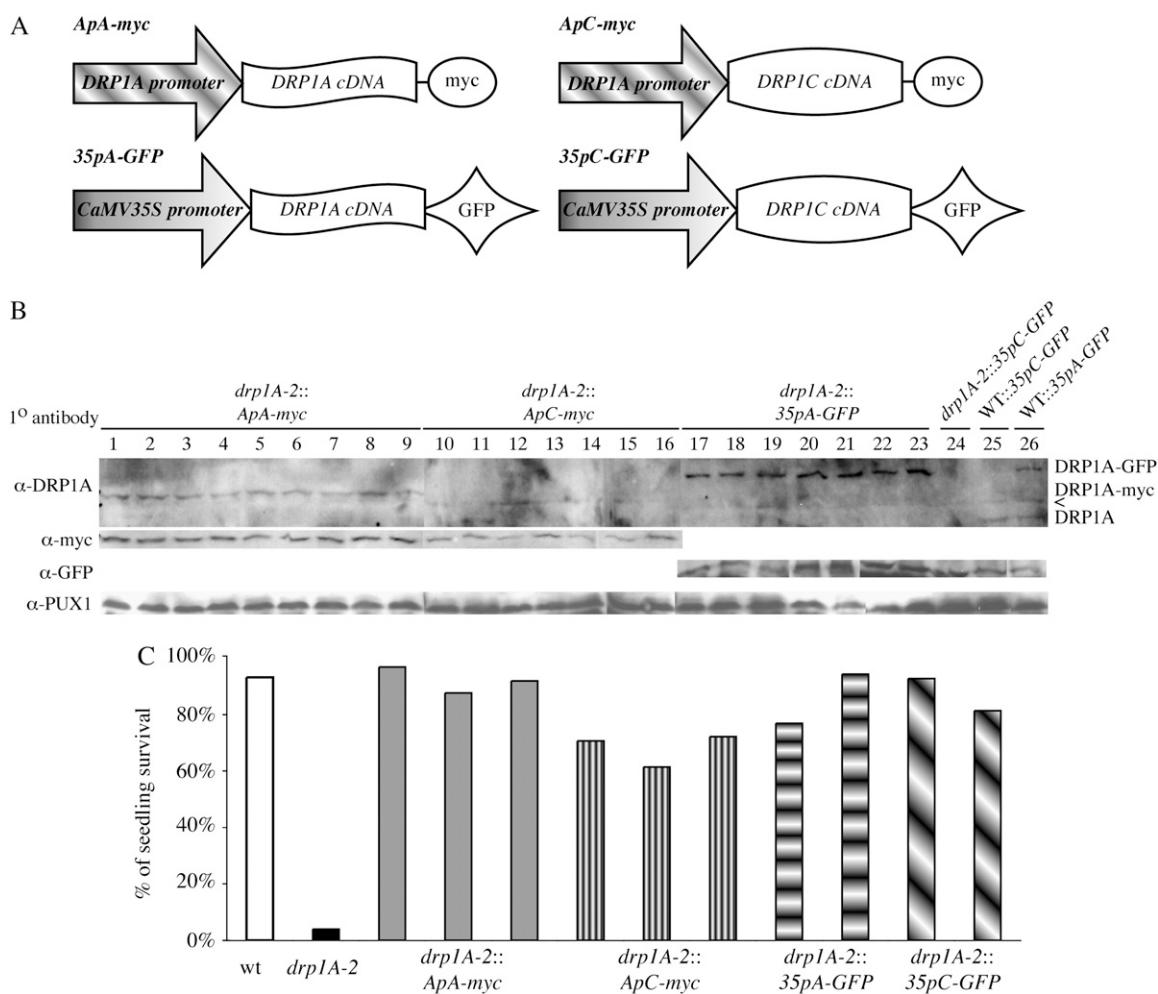 A
ApA-myc
DRP1A promoter
DRP1A cDNA
myc
ApC-myc
DRP1A promoter
DRP1C cDNA
myc
35pA-GFP
CaMV35S promoter
DRP1A cDNA
GFP
35pC-GFP
CaMV35S promoter
DRP1C cDNA
GFP
B
1° antibody
drp1A-2::
ApA-myc
drp1A-2::
ApC-myc
drp1A-2::
35pA-GFP
drp1A-2::35pC-GFP
WT::35pC-GFP
WT::35pA-GFP
1 2 3 4 5 6 7 8 9 10 11 12 13 14 15 16 17 18 19 20 21 22 23 24 25 26
α-DRP1A
DRP1A-GFP
DRP1A-myc
<
DRP1A
α-myc
α-GFP
α-PUX1
C
% of seedling survival
100%
80%
60%
40%
20%
0%
wt
drp1A-2
drp1A-2::
ApA-myc
drp1A-2::
ApC-myc
drp1A-2::
35pA-GFP
drp1A-2::
35pC-GFP